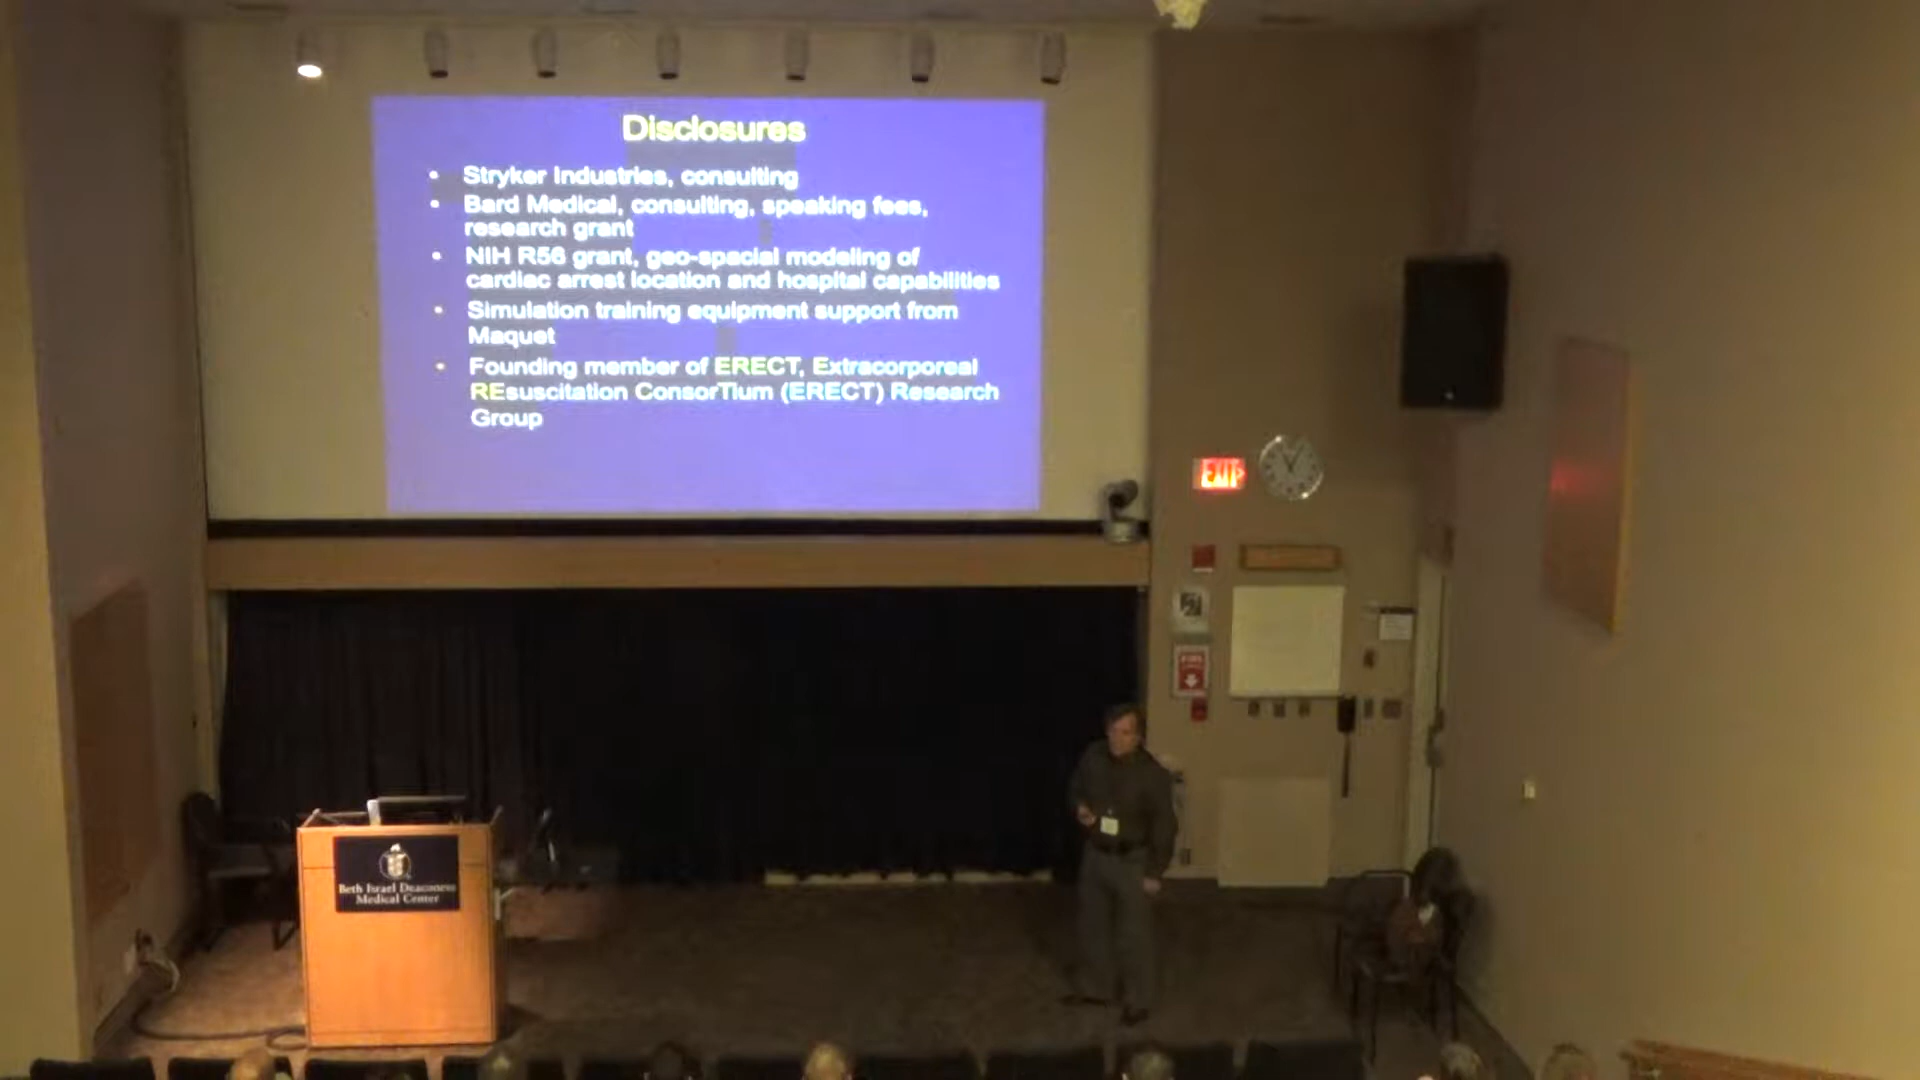 Disclosures
• Stryker Industries, consulting
• Bard Medical, consulting, speaking fees,
research grant
• NIH R56 grant, geo-spacial modeling of
cardiac arrest location and hospital capabilities
• Simulation training equipment support from
Maquet
• Founding member of ERECT, Extracorporeal
REsuscitation ConsorTium (ERECT) Research
Group
EXIT
FIRE
Beth Israel Deaconess
Medical Center